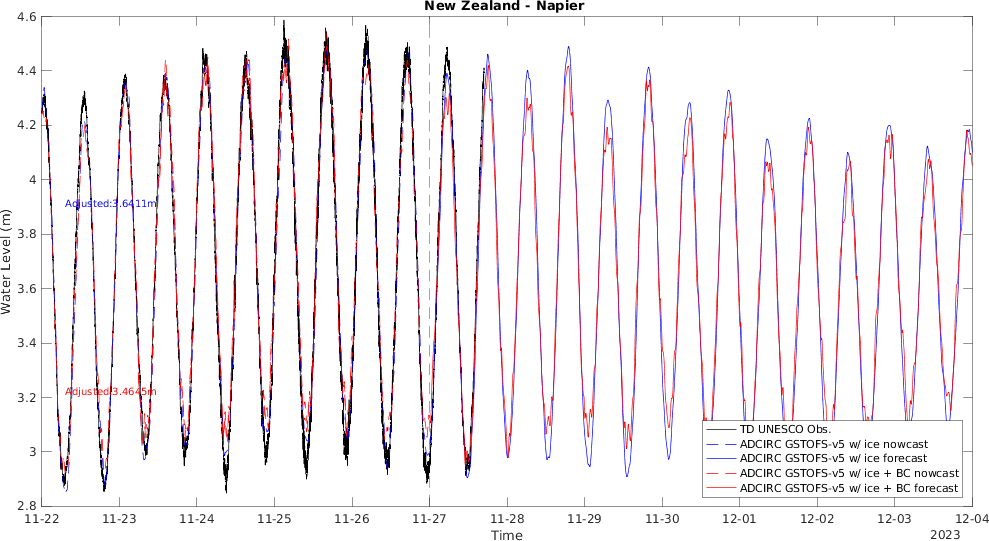 New Zealand - Napier
4.6
4.4
4.2
4
3.8
3.6
3.4
3.2
3
2.8
Water Level (m)
Adjusted:3.6411m
Adjusted:3.4645m
TD UNESCO Obs.
ADCIRC GSTOFS-v5 w/ ice nowcast
ADCIRC GSTOFS-v5 w/ ice forecast
ADCIRC GSTOFS-v5 w/ ice + BC nowcast
ADCIRC GSTOFS-v5 w/ ice + BC forecast
11-22 11-23 11-24 11-25 11-26 11-27 11-28 11-29 11-30 12-01 12-02 12-03 12-04
Time
2023